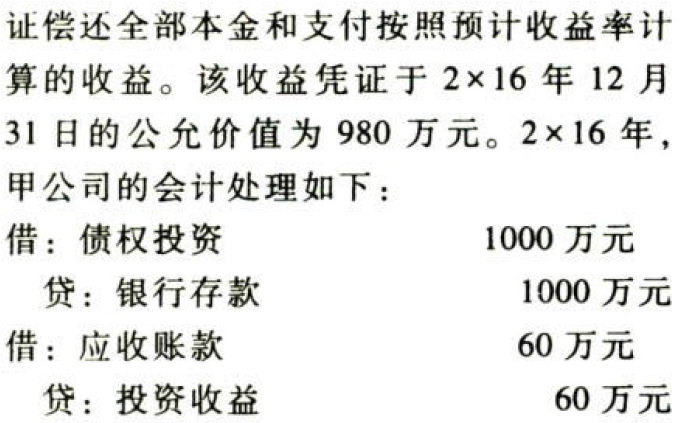 证偿还全部本金和支付按照预计收益率计
算的收益。该收益凭证于 2×16 年 12 月
31 日的公允价值为 980 万元。2×16 年，
甲公司的会计处理如下：
借：债权投资 1000 万元
贷：银行存款 1000 万元
借：应收账款 60 万元
贷：投资收益 60 万元